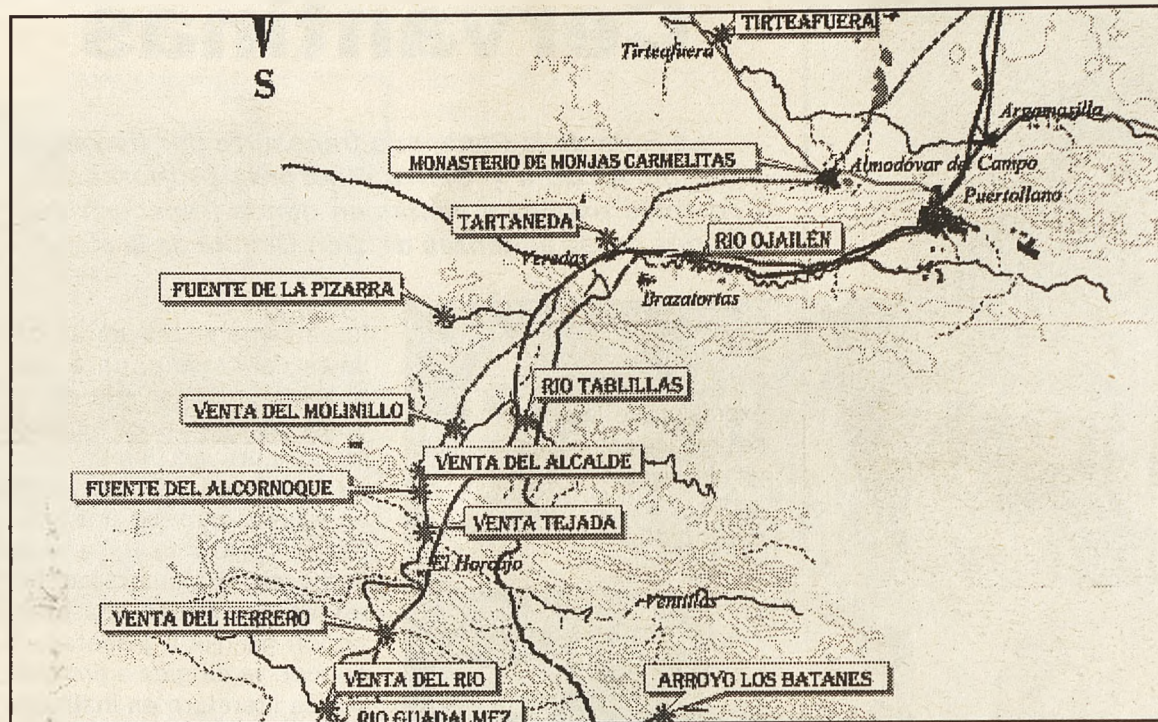 TIRTEAFUERA
Tirteafuera
S
Argamasilla
MONASTERIO DE MONJAS CARMELITAS
Almodóvar del Campo
Puertollano
TARTANEDA
RIO OJAILEN
Veredas
FUENTE DE LA PIZARRA
Brazatortas
RIO TABLILLAS
VENTA DEL MOLINILLO
VENTA DEL ALCALDE
FUENTE DEL ALCORNOQUE
VENTA TEJADA
El Horcajo
Ventillas
VENTA DEL HERRERO
VENTA DEL RIO
ARROYO LOS BATANES
RIO GUADALMEZ